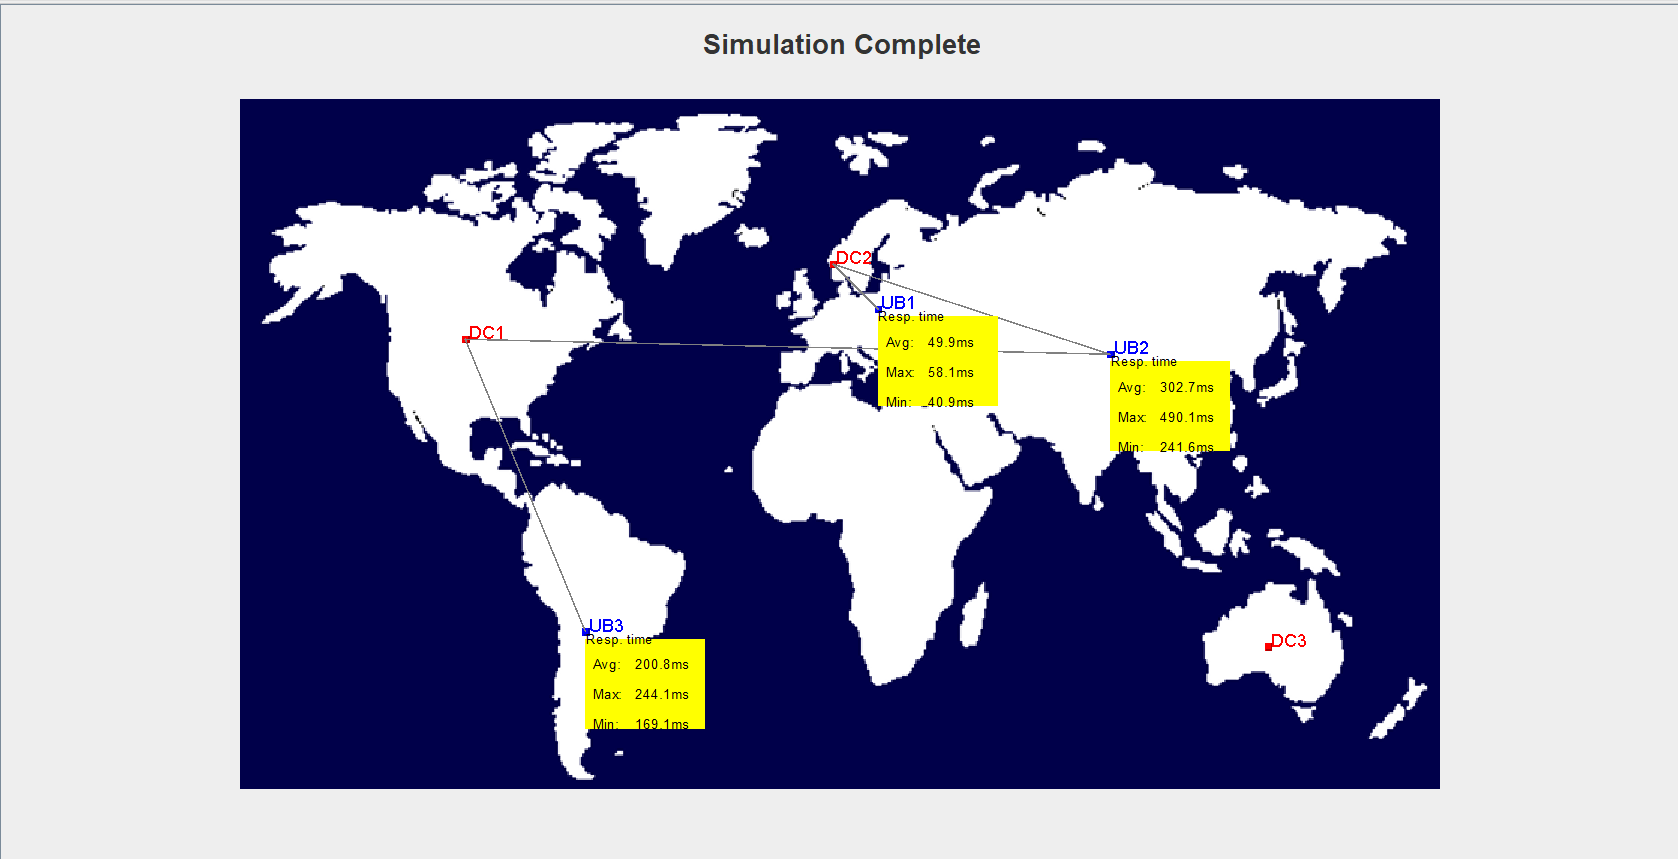 Simulation Complete
DC2
UB1
Resp. time
Avg: 49.9ms
Max: 58.1ms
Min: 40.9ms
DC1
UB2
Resp. time
Avg: 302.7ms
Max: 490.1ms
Min: 241.6ms
UB3
Resp. time
Avg: 200.8ms
Max: 244.1ms
Min: 169.1ms
DC3